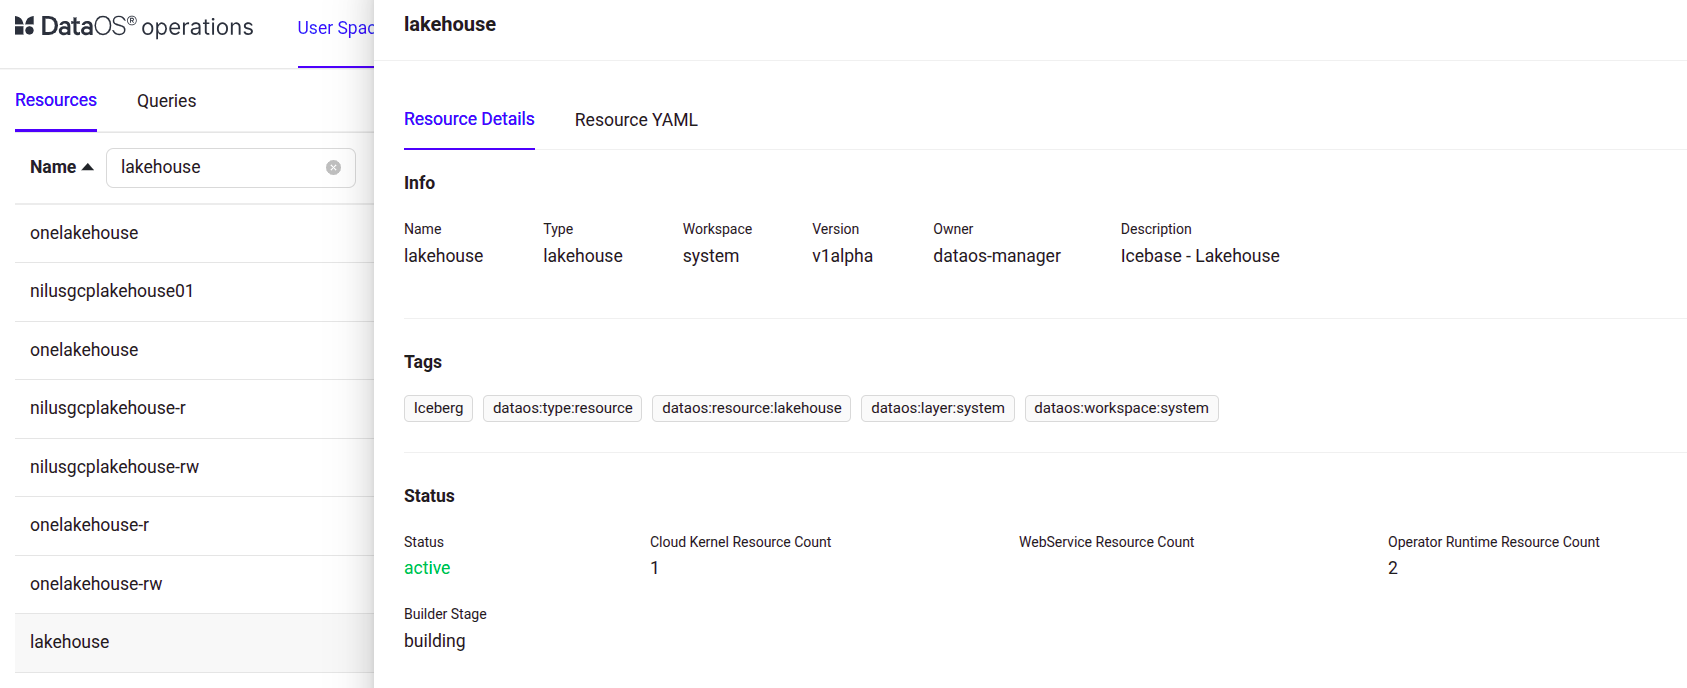 DataOS® operations
User Spac
Resources
Queries
Name
lakehouse
onelakehouse
nilusgcplakehouse01
onelakehouse
nilusgcplakehouse-r
nilusgcplakehouse-rw
onelakehouse-r
onelakehouse-rw
lakehouse
lakehouse
Resource Details
Resource YAML
Info
Name Type Workspace Version Owner Description
lakehouse lakehouse system v1alpha dataos-manager Icebase - Lakehouse
Tags
Iceberg dataos:type:resource dataos:resource:lakehouse dataos:layer:system dataos:workspace:system
Status
Status Cloud Kernel Resource Count WebService Resource Count Operator Runtime Resource Count
active 1 2
Builder Stage
building